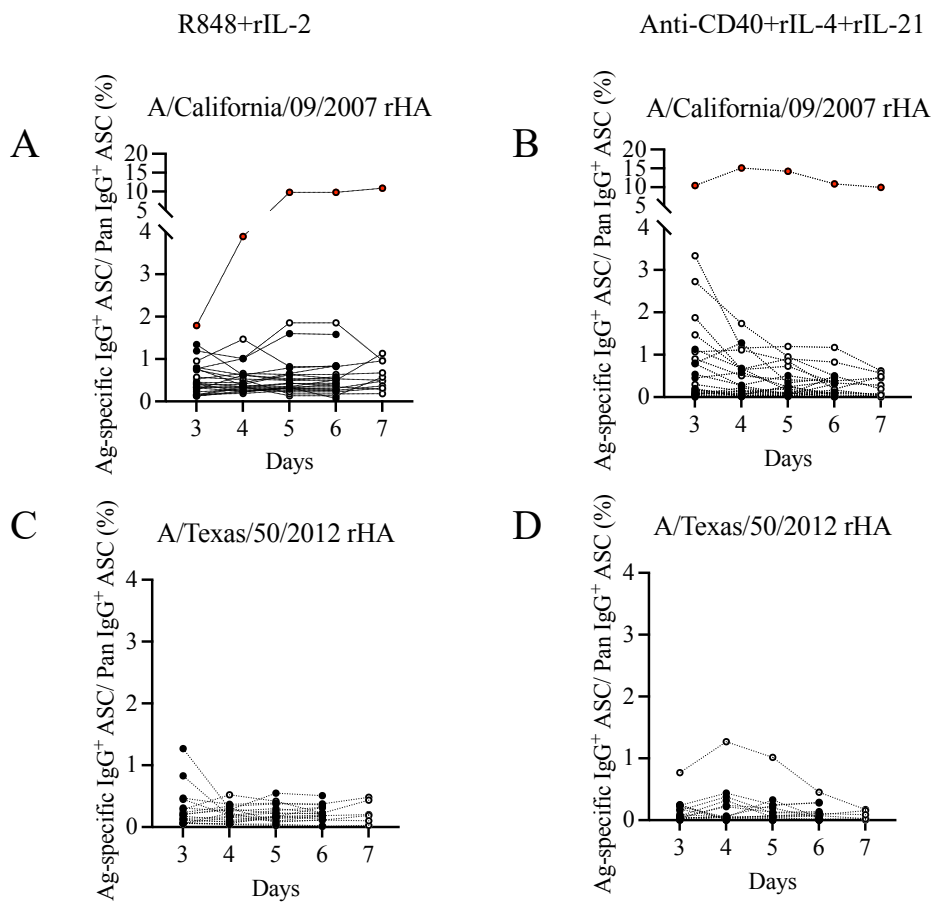 R848+rIL-2
Anti-CD40+rIL-4+rIL-21
A
A/California/09/2007 rHA
Ag-specific IgG⁺ ASC/ Pan IgG⁺ ASC (%)
20
15
10
5
4
3
2
1
0
3 4 5 6 7
Days
B
A/California/09/2007 rHA
Ag-specific IgG⁺ ASC/ Pan IgG⁺ ASC (%)
20
15
10
5
4
3
2
1
0
3 4 5 6 7
Days
C
A/Texas/50/2012 rHA
Ag-specific IgG⁺ ASC/ Pan IgG⁺ ASC (%)
4
3
2
1
0
3 4 5 6 7
Days
D
A/Texas/50/2012 rHA
Ag-specific IgG⁺ ASC/ Pan IgG⁺ ASC (%)
4
3
2
1
0
3 4 5 6 7
Days